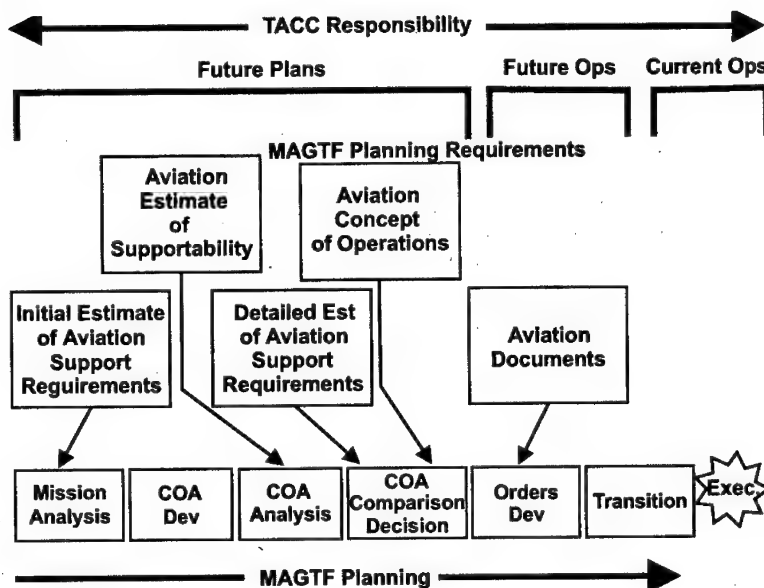 TACC Responsibility
Future Plans
Future Ops
Current Ops
MAGTF Planning Requirements
Aviation
Estimate
of
Supportability
Aviation
Concept
of Operations
Initial Estimate
of Aviation
Support
Reguirements
Detailed Est
of Aviation
Support
Requirements
Aviation
Documents
Mission
Analysis
COA
Dev
COA
Analysis
COA
Comparison
Decision
Orders
Dev
Transition
Exec.
MAGTF Planning